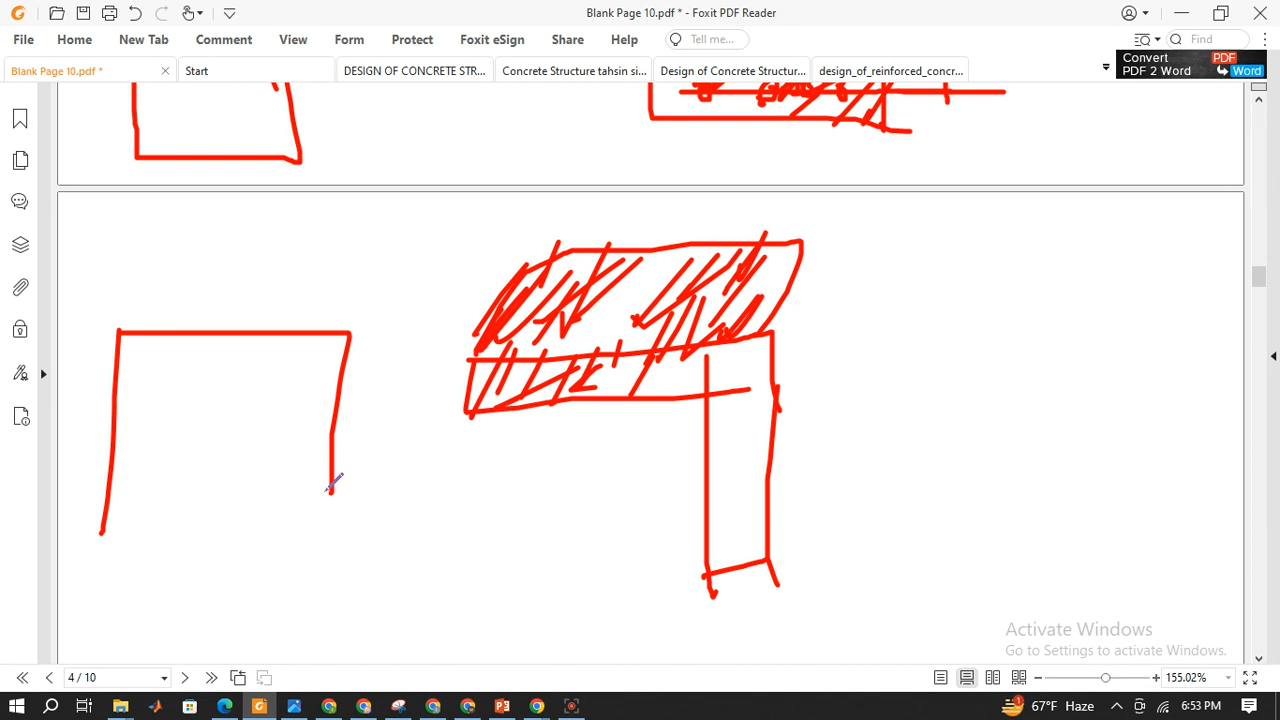 Blank Page 10.pdf * - Foxit PDF Reader
File Home New Tab Comment View Form Protect Foxit eSign Share Help Tell me... Find
Blank Page 10.pdf * Start DESIGN OF CONCRETE STR... Concrete structure tahsin si... Design of Concrete Structur... design_of_reinforced_concr...
Convert PDF
PDF 2 Word Word
Activate Windows
Go to Settings to activate Windows.
4 / 10 155.02%
1 67°F Haze 6:53 PM